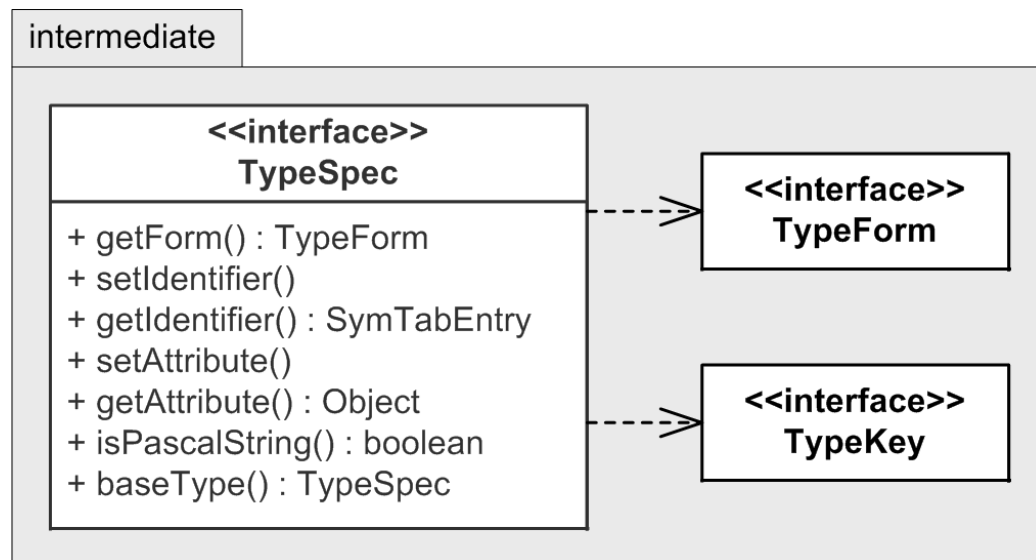 intermediate
<<interface>>
TypeSpec
+ getForm() : TypeForm
+ setIdentifier()
+ getIdentifier() : SymTabEntry
+ setAttribute()
+ getAttribute() : Object
+ isPascalString() : boolean
+ baseType() : TypeSpec
<<interface>>
TypeForm
<<interface>>
TypeKey